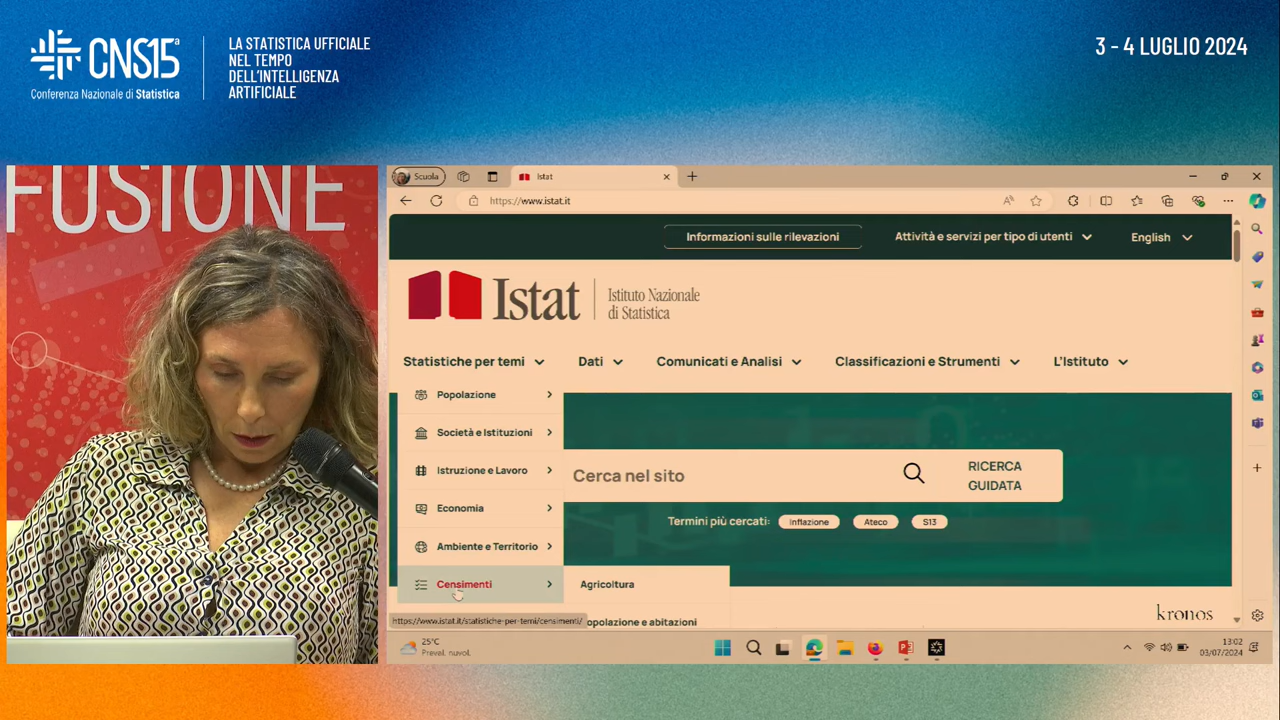 CNS15ª
Conferenza Nazionale di Statistica
LA STATISTICA UFFICIALE
NEL TEMPO
DELL'INTELLIGENZA
ARTIFICIALE
3 - 4 LUGLIO 2024
FUSIONE
Scuola
Istat
https://www.istat.it
Informazioni sulle rilevazioni
Attività e servizi per tipo di utenti
English
Istat
Istituto Nazionale
di Statistica
Statistiche per temi
Dati
Comunicati e Analisi
Classificazioni e Strumenti
L'Istituto
Popolazione
Società e Istituzioni
Istruzione e Lavoro
Economia
Ambiente e Territorio
Censimenti
Agricoltura
opolazione e abitazioni
Cerca nel sito
RICERCA
GUIDATA
Termini più cercati:
Inflazione
Ateco
S13
https://www.istat.it/statistiche-per-temi/censimenti/
kronos
25°C
Preval. nuvol.
13:02
03/07/2024